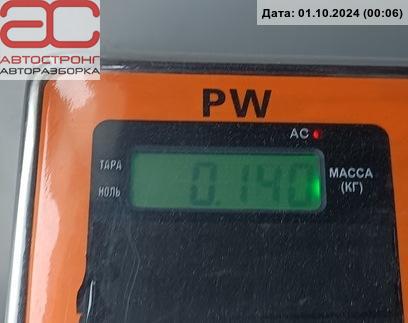 Дата: 01.10.2024 (00:06)
АС
АВТОСТРОНГ
АВТОРАЗБОРКА
PW
AC
ТАРА
НОЛЬ
0.140
МАССА
(КГ)